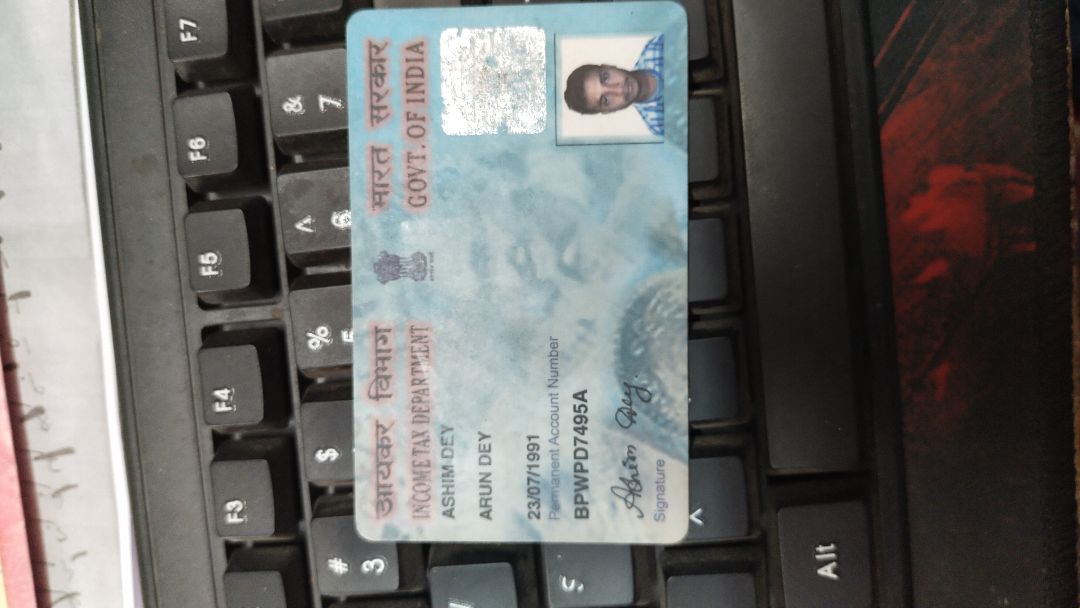 आयकर विभाग
INCOME TAX DEPARTMENT
भारत सरकार
GOVT. OF INDIA
ASHIM DEY
ARUN DEY
23/07/1991
Permanent Account Number
BPWPD7495A
Ashim Dey.
Signature
F7
F6
F5
F4
F3
& 7
^ 6
% 5
$
# 3
Alt